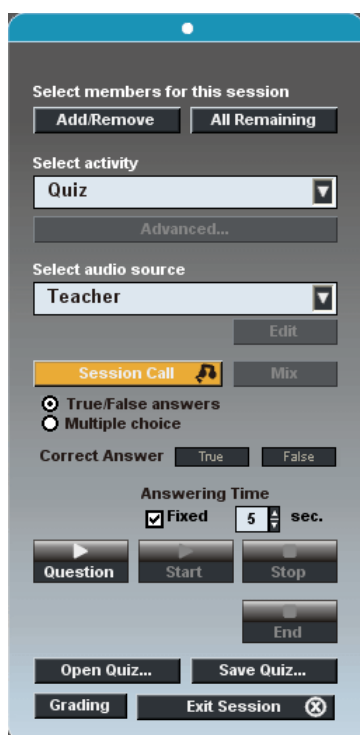 Select members for this session
Add/Remove All Remaining
Select activity
Quiz
Advanced...
Select audio source
Teacher
Edit
Session Call Mix
True/False answers
Multiple choice
Correct Answer True False
Answering Time
Fixed 5 sec.
Question Start Stop
End
Open Quiz... Save Quiz...
Grading Exit Session